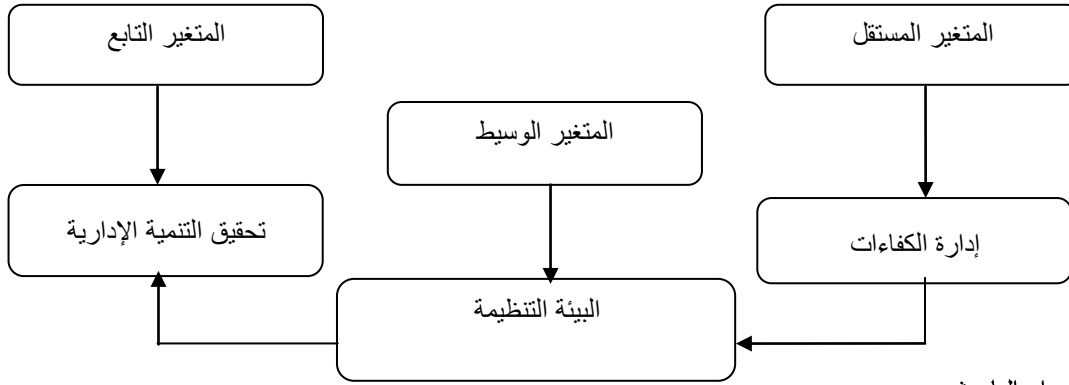 المتغير المستقل
المتغير التابع
المتغير الوسيط
إدارة الكفاءات
تحقيق التنمية الإدارية
البيئة التنظيمة